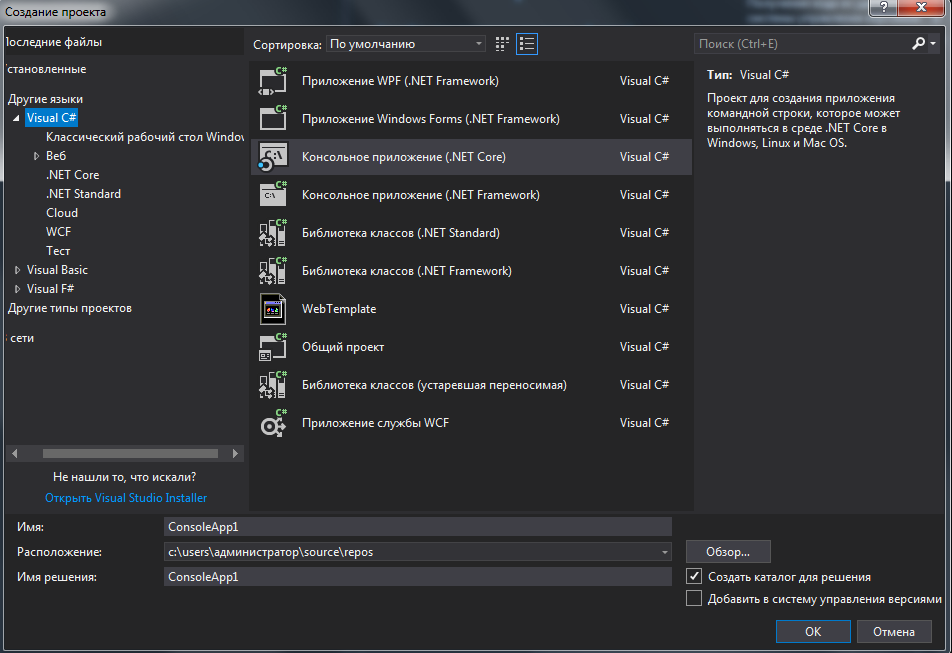 Создание проекта
?
Последние файлы
становленные
Другие языки
Visual C#
Классический рабочий стол Window
Веб
.NET Core
.NET Standard
Cloud
WCF
Тест
Visual Basic
Visual F#
Другие типы проектов
сети
Не нашли то, что искали?
Открыть Visual Studio Installer
Сортировка: По умолчанию
Поиск (Ctrl+E)
Приложение WPF (.NET Framework) Visual C#
Приложение Windows Forms (.NET Framework) Visual C#
Консольное приложение (.NET Core) Visual C#
Консольное приложение (.NET Framework) Visual C#
Библиотека классов (.NET Standard) Visual C#
Библиотека классов (.NET Framework) Visual C#
WebTemplate Visual C#
Общий проект Visual C#
Библиотека классов (устаревшая переносимая) Visual C#
Приложение службы WCF Visual C#
Тип: Visual C#
Проект для создания приложения
командной строки, которое может
выполняться в среде .NET Core в
Windows, Linux и Mac OS.
Имя: ConsoleApp1
Расположение: c:\users\администратор\source\repos
Обзор...
Имя решения: ConsoleApp1
Создать каталог для решения
Добавить в систему управления версиями
OK
Отмена